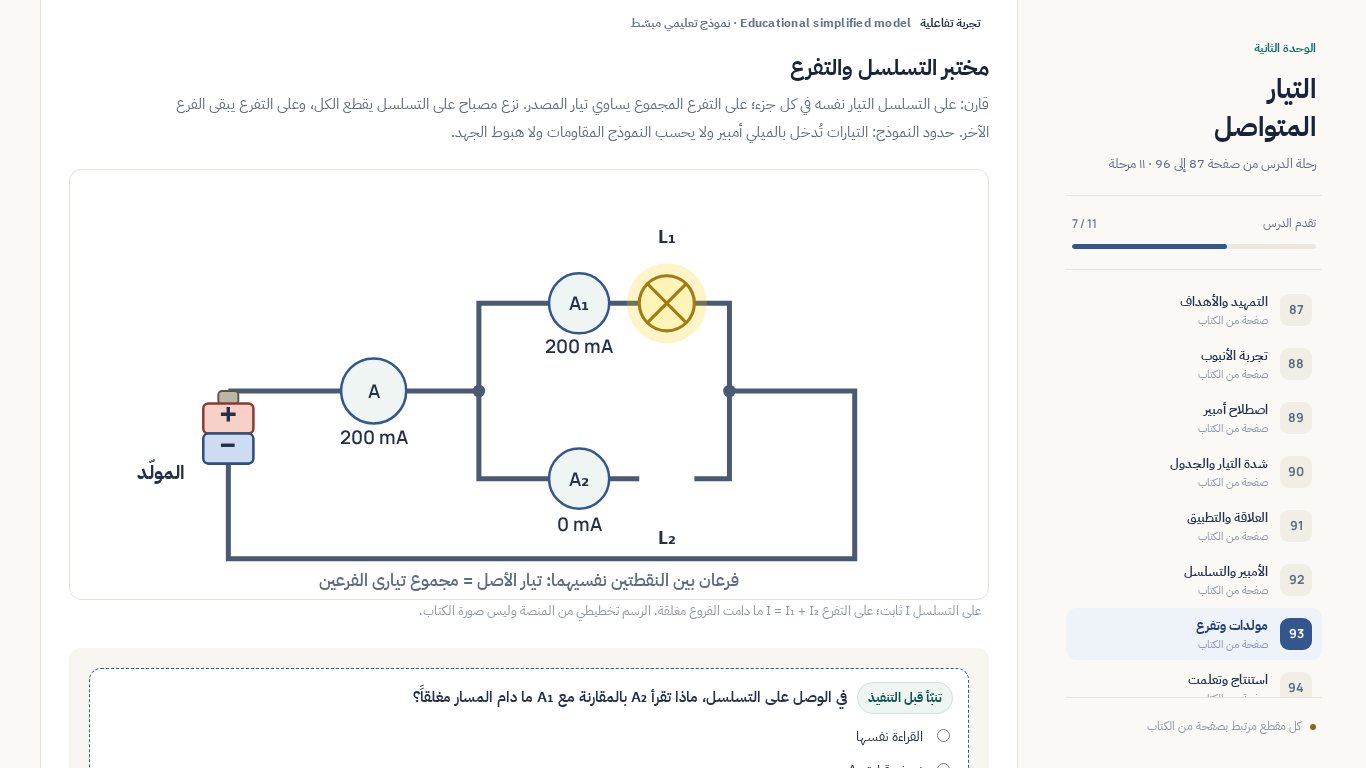 تجربة تفاعلية Educational simplified model · نموذج تعليمي مبسّط
مختبر التسلسل والتفرع
قارن: على التسلسل التيار نفسه في كل جزء؛ على التفرع المجموع يساوي تيار المصدر. نزع مصباح على التسلسل يقطع الكل، وعلى التفرع يبقى الفرع
الآخر. حدود النموذج: التيارات تُدخل بالميلي أمبير ولا يحسب النموذج المقاومات ولا هبوط الجهد.
L₁
A₁
200 mA
A
200 mA
+
−
المولّد
A₂
0 mA
L₂
فرعان بين النقطتين نفسيهما: تيار الأصل = مجموع تياري الفرعين
على التسلسل I ثابت؛ على التفرع I = I₁ + I₂ ما دامت الفروع مغلقة. الرسم تخطيطي من المنصة وليس صورة الكتاب.
تنبّأ قبل التنفيذ في الوصل على التسلسل، ماذا تقرأ A₂ بالمقارنة مع A₁ ما دام المسار مغلقاً؟
القراءة نفسها
الوحدة الثانية
التيار
المتواصل
رحلة الدرس من صفحة 87 إلى 96 · ١١ مرحلة
تقدم الدرس 7 / 11
87 التمهيد والأهداف
صفحة من الكتاب
88 تجربة الأنبوب
صفحة من الكتاب
89 اصطلاح أمبير
صفحة من الكتاب
90 شدة التيار والجدول
صفحة من الكتاب
91 العلاقة والتطبيق
صفحة من الكتاب
92 الأمبير والتسلسل
صفحة من الكتاب
93 مولدات وتفرع
صفحة من الكتاب
94 استنتاج وتعلمت
كل مقطع مرتبط بصفحة من الكتاب